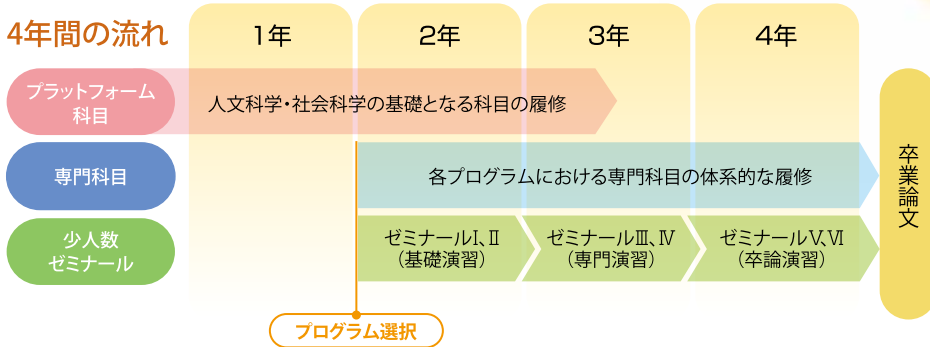 4年間の流れ
1年
2年
3年
4年
プラットフォーム
科目
人文科学・社会科学の基礎となる科目の履修
専門科目
各プログラムにおける専門科目の体系的な履修
少人数
ゼミナール
ゼミナールⅠ、Ⅱ
（基礎演習）
ゼミナールⅢ、Ⅳ
（専門演習）
ゼミナールⅤ、Ⅵ
（卒論演習）
卒業論文
プログラム選択